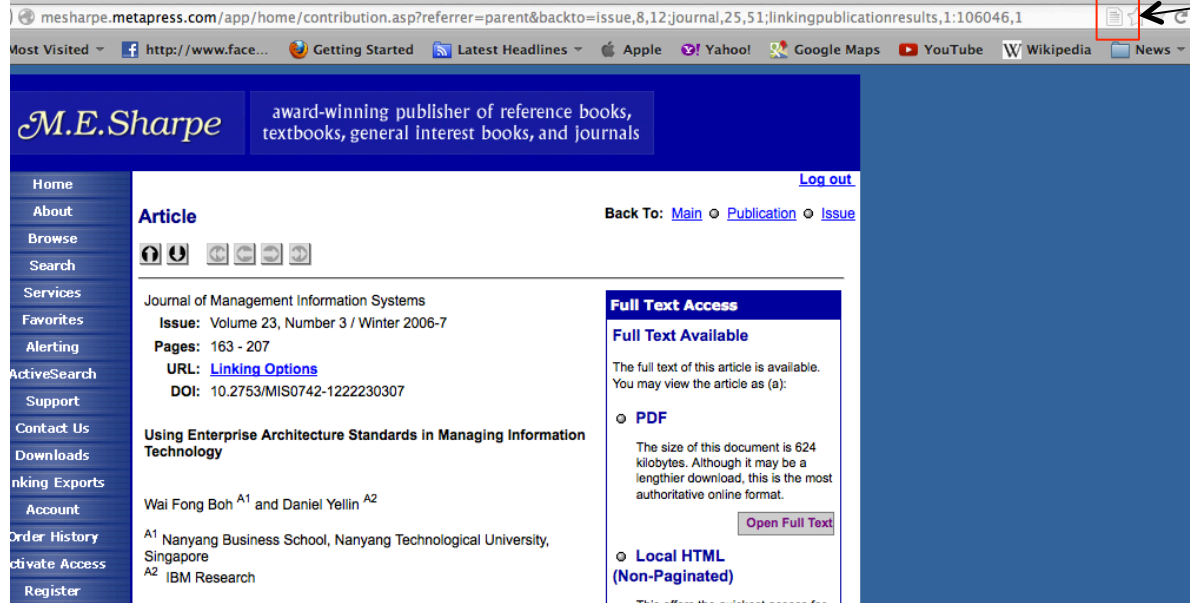 mesharpe.metapress.com/app/home/contribution.asp?referrer=parent&backto=issue,8,12;journal,25,51;linkingpublicationresults,1:106046,1
Most Visited http://www.face... Getting Started Latest Headlines Apple Yahoo! Google Maps YouTube Wikipedia News
M.E.Sharpe
award-winning publisher of reference books,
textbooks, general interest books, and journals
Home
About
Browse
Search
Services
Favorites
Alerting
ActiveSearch
Support
Contact Us
Downloads
nking Exports
Account
Order History
ctivate Access
Register
Log out
Article
Back To: Main Publication Issue
Journal of Management Information Systems
Issue: Volume 23, Number 3 / Winter 2006-7
Pages: 163 - 207
URL: Linking Options
DOI: 10.2753/MIS0742-1222230307
Using Enterprise Architecture Standards in Managing Information
Technology
Wai Fong Boh A1 and Daniel Yellin A2
A1 Nanyang Business School, Nanyang Technological University,
Singapore
A2 IBM Research
Full Text Access
Full Text Available
The full text of this article is available.
You may view the article as (a):
PDF
The size of this document is 624
kilobytes. Although it may be a
lengthier download, this is the most
authoritative online format.
Open Full Text
Local HTML
(Non-Paginated)
This offers the quickest access for